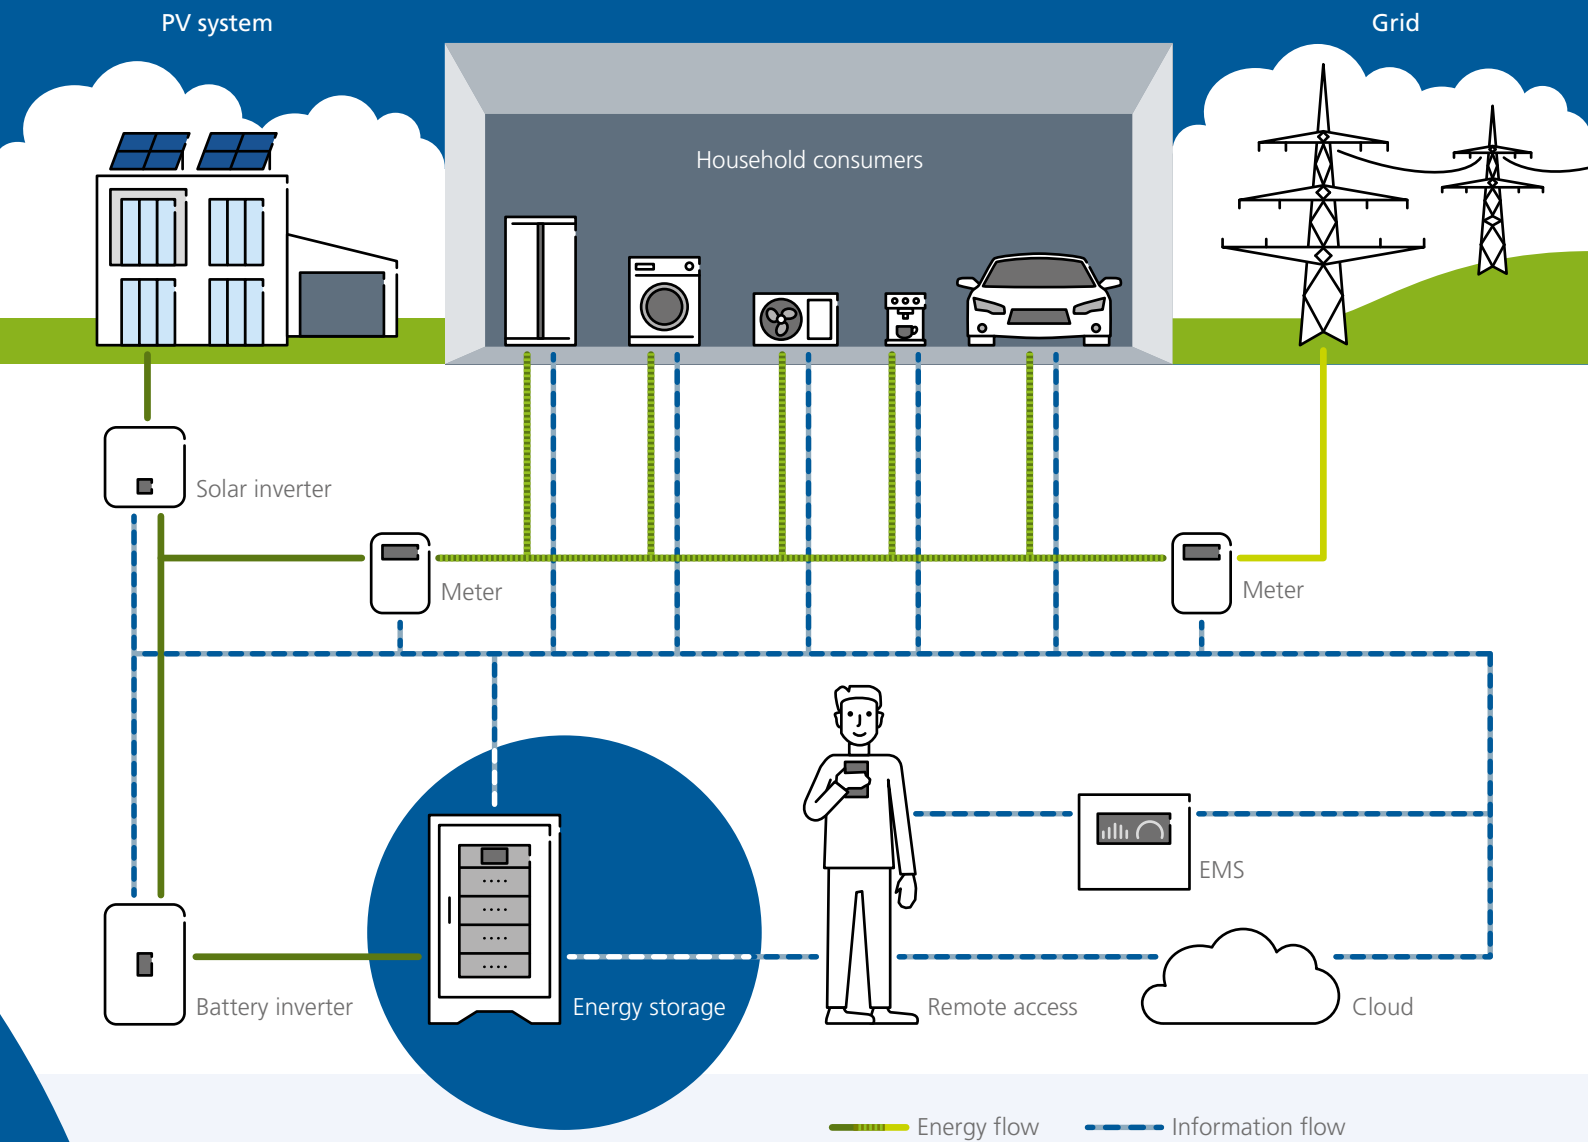 PV system
Grid
Household consumers
Solar inverter
Meter
Meter
EMS
Battery inverter
Energy storage
Remote access
Cloud
Energy flow
Information flow